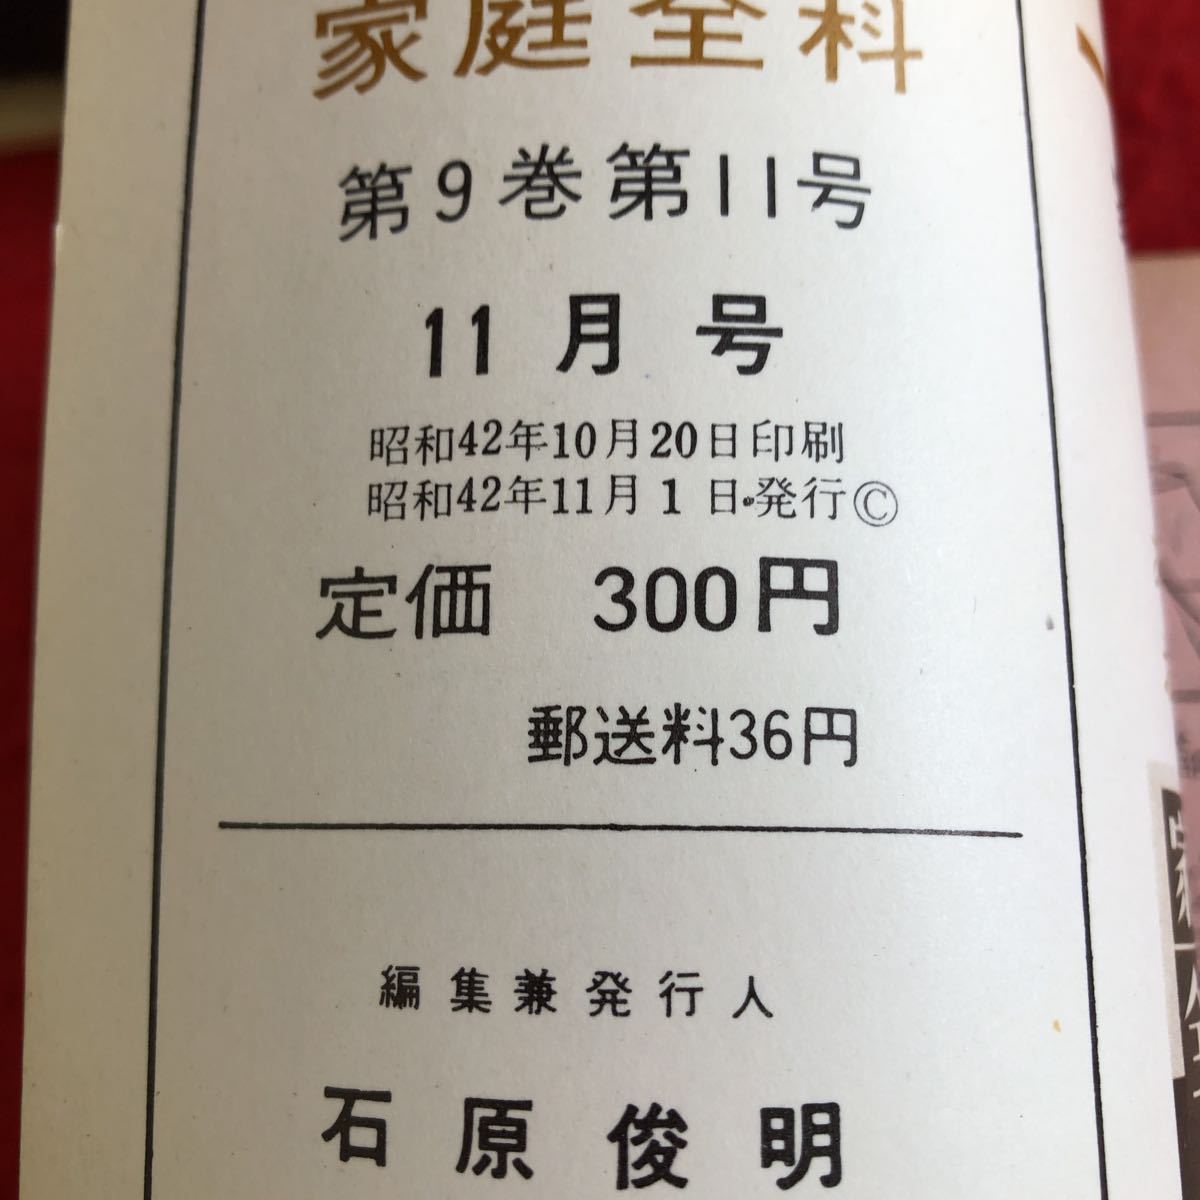 家庭全科
第9巻第11号
11月号
昭和42年10月20日印刷
昭和42年11月1日・発行©
定価 300円
郵送料36円
編集兼発行人
石原俊明